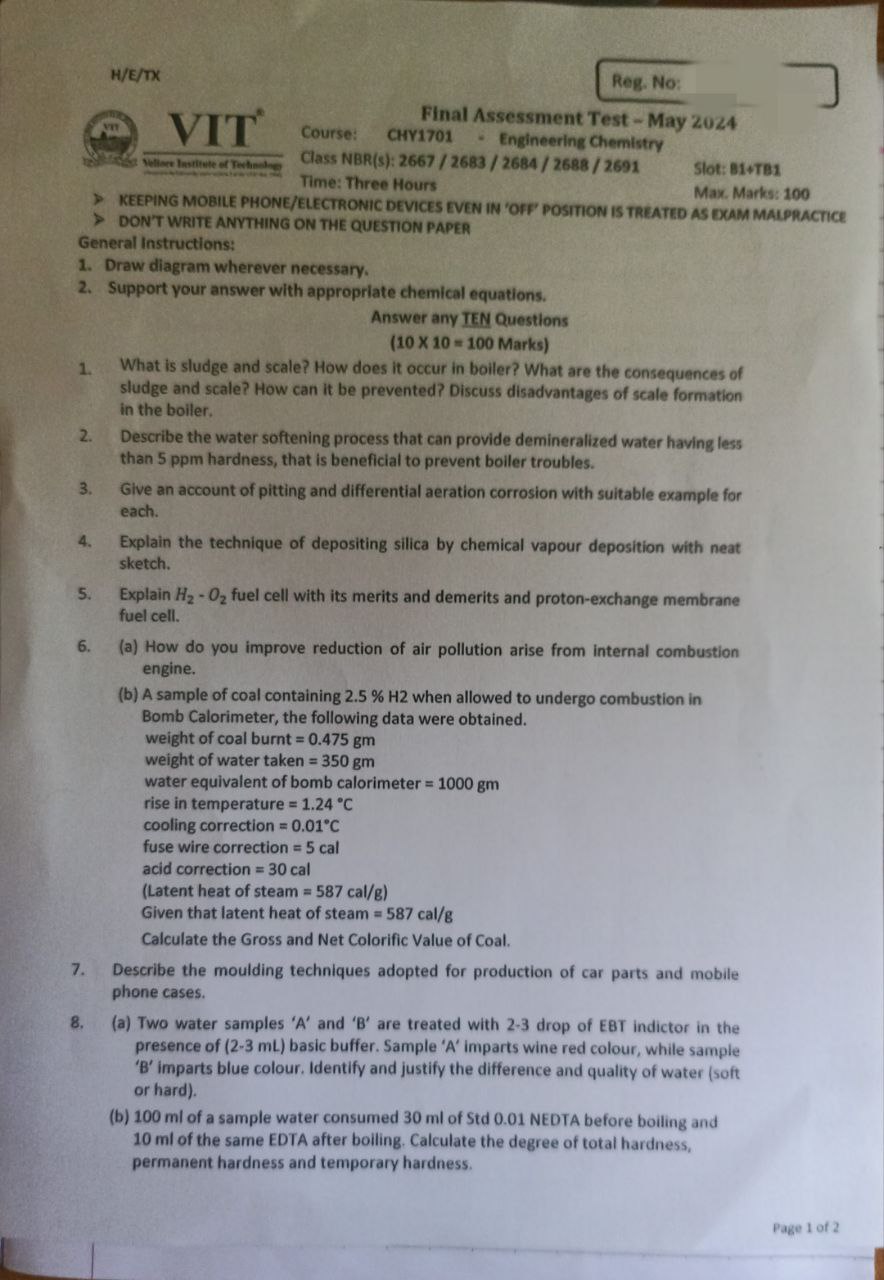 H/E/TX
Reg. No:
VIT
VIT®
Vellore Institute of Technology
Final Assessment Test – May 2024
Course: CHY1701 - Engineering Chemistry
Class NBR(s): 2667 / 2683 / 2684 / 2688 / 2691 Slot: B1+TB1
Time: Three Hours Max. Marks: 100
➤ KEEPING MOBILE PHONE/ELECTRONIC DEVICES EVEN IN ‘OFF’ POSITION IS TREATED AS EXAM MALPRACTICE
➤ DON’T WRITE ANYTHING ON THE QUESTION PAPER
General Instructions:
1. Draw diagram wherever necessary.
2. Support your answer with appropriate chemical equations.
Answer any TEN Questions
(10 X 10 = 100 Marks)
1. What is sludge and scale? How does it occur in boiler? What are the consequences of
sludge and scale? How can it be prevented? Discuss disadvantages of scale formation
in the boiler.
2. Describe the water softening process that can provide demineralized water having less
than 5 ppm hardness, that is beneficial to prevent boiler troubles.
3. Give an account of pitting and differential aeration corrosion with suitable example for
each.
4. Explain the technique of depositing silica by chemical vapour deposition with neat
sketch.
5. Explain H₂ - O₂ fuel cell with its merits and demerits and proton-exchange membrane
fuel cell.
6. (a) How do you improve reduction of air pollution arise from internal combustion
engine.
(b) A sample of coal containing 2.5 % H2 when allowed to undergo combustion in
Bomb Calorimeter, the following data were obtained.
weight of coal burnt = 0.475 gm
weight of water taken = 350 gm
water equivalent of bomb calorimeter = 1000 gm
rise in temperature = 1.24 °C
cooling correction = 0.01°C
fuse wire correction = 5 cal
acid correction = 30 cal
(Latent heat of steam = 587 cal/g)
Given that latent heat of steam = 587 cal/g
Calculate the Gross and Net Colorific Value of Coal.
7. Describe the moulding techniques adopted for production of car parts and mobile
phone cases.
8. (a) Two water samples ‘A’ and ‘B’ are treated with 2-3 drop of EBT indictor in the
presence of (2-3 mL) basic buffer. Sample ‘A’ imparts wine red colour, while sample
‘B’ imparts blue colour. Identify and justify the difference and quality of water (soft
or hard).
(b) 100 ml of a sample water consumed 30 ml of Std 0.01 NEDTA before boiling and
10 ml of the same EDTA after boiling. Calculate the degree of total hardness,
permanent hardness and temporary hardness.
Page 1 of 2